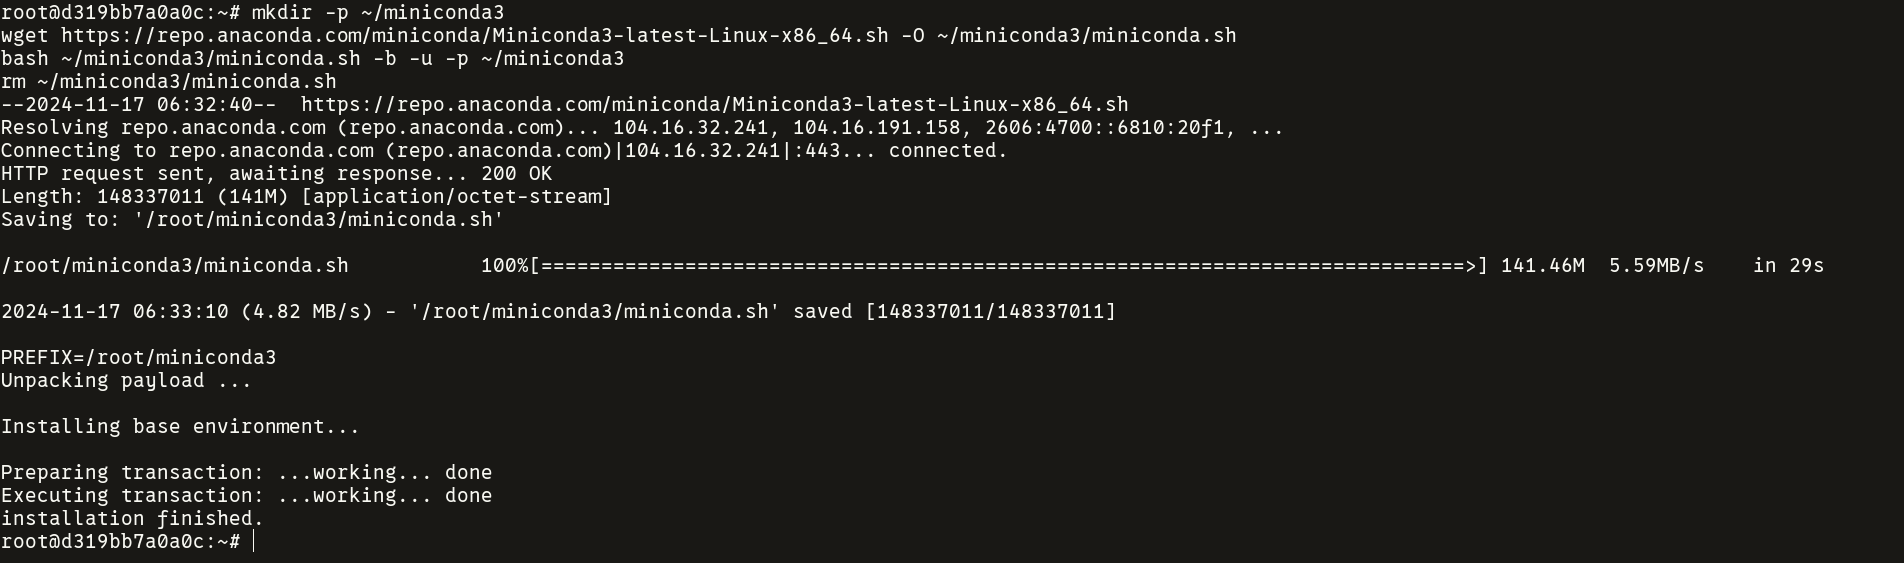 root@d319bb7a0a0c:~# mkdir -p ~/miniconda3
wget https://repo.anaconda.com/miniconda/Miniconda3-latest-Linux-x86_64.sh -O ~/miniconda3/miniconda.sh
bash ~/miniconda3/miniconda.sh -b -u -p ~/miniconda3
rm ~/miniconda3/miniconda.sh
--2024-11-17 06:32:40--  https://repo.anaconda.com/miniconda/Miniconda3-latest-Linux-x86_64.sh
Resolving repo.anaconda.com (repo.anaconda.com)... 104.16.32.241, 104.16.191.158, 2606:4700::6810:20f1, ...
Connecting to repo.anaconda.com (repo.anaconda.com)|104.16.32.241|:443... connected.
HTTP request sent, awaiting response... 200 OK
Length: 148337011 (141M) [application/octet-stream]
Saving to: '/root/miniconda3/miniconda.sh'
/root/miniconda3/miniconda.sh           100%[=============================================================================>] 141.46M  5.59MB/s    in 29s
2024-11-17 06:33:10 (4.82 MB/s) - '/root/miniconda3/miniconda.sh' saved [148337011/148337011]
PREFIX=/root/miniconda3
Unpacking payload ...
Installing base environment...
Preparing transaction: ...working... done
Executing transaction: ...working... done
installation finished.
root@d319bb7a0a0c:~#